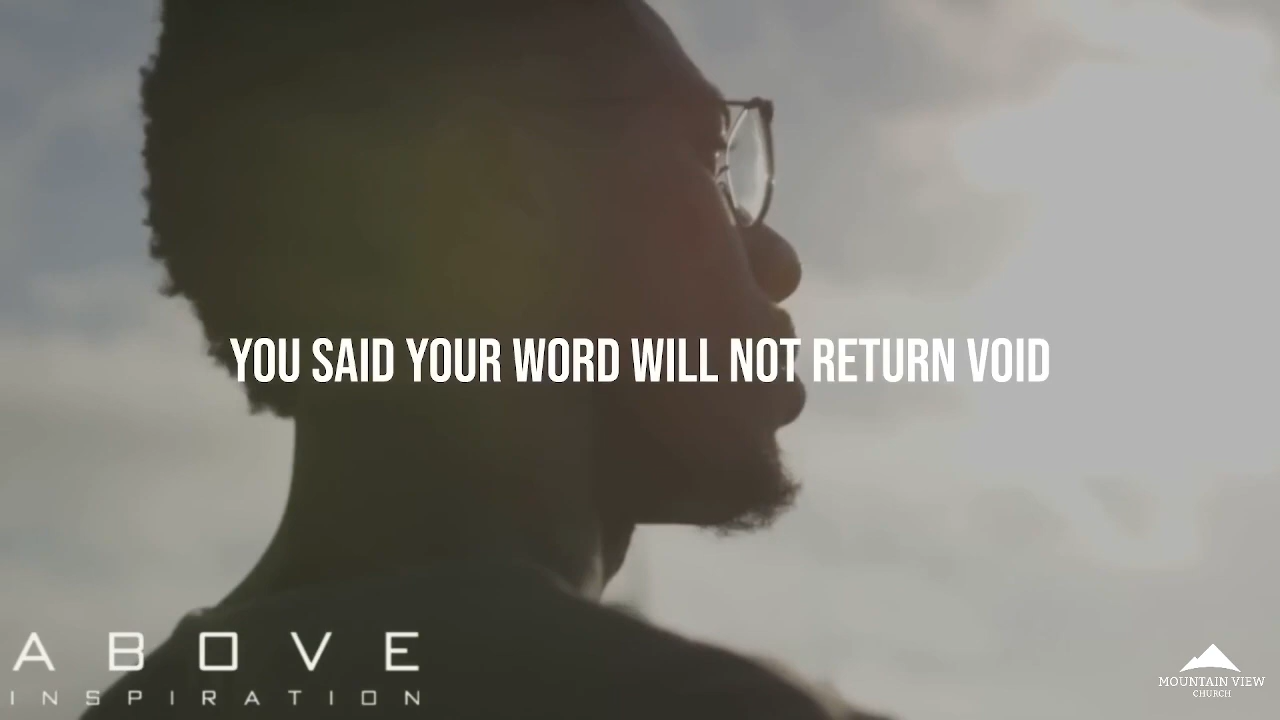 YOU SAID YOUR WORD WILL NOT RETURN VOID
ABOVE
INSPIRATION
MOUNTAIN VIEW
CHURCH